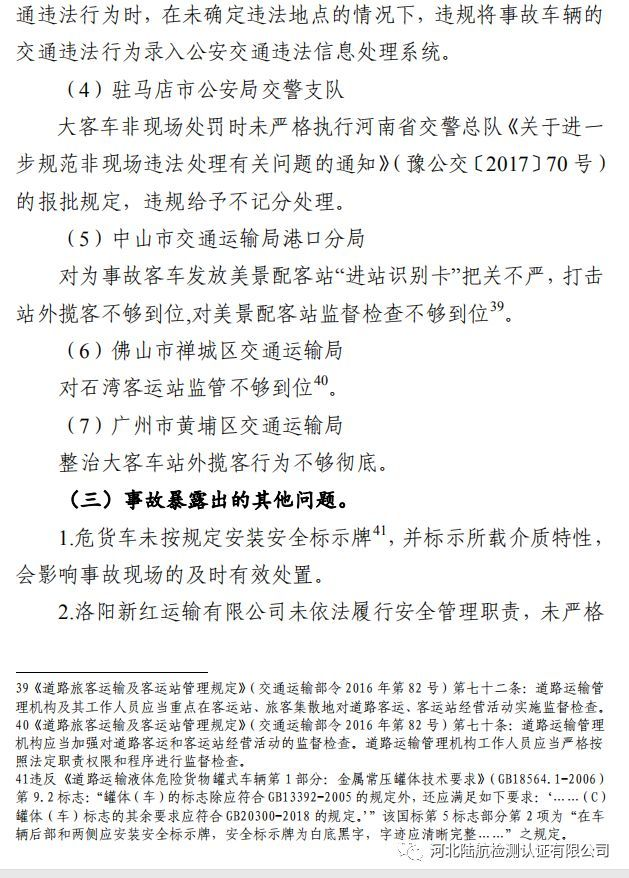 通违法行为时，在未确定违法地点的情况下，违规将事故车辆的
交通违法行为录入公安交通违法信息处理系统。
（4）驻马店市公安局交警支队
大客车非现场处罚时未严格执行河南省交警总队《关于进一
步规范非现场违法处理有关问题的通知》（豫公交〔2017〕70 号）
的报批规定，违规给予不记分处理。
（5）中山市交通运输局港口分局
对为事故客车发放美景配客站“进站识别卡”把关不严，打击
站外揽客不够到位,对美景配客站监督检查不够到位39。
（6）佛山市禅城区交通运输局
对石湾客运站监管不够到位40。
（7）广州市黄埔区交通运输局
整治大客车站外揽客行为不够彻底。
（三）事故暴露出的其他问题。
1.危货车未按规定安装安全标示牌41，并标示所载介质特性，
会影响事故现场的及时有效处置。
2.洛阳新红运输有限公司未依法履行安全管理职责，未严格
39《道路旅客运输及客运站管理规定》（交通运输部令 2016 年第 82 号）第七十二条：道路运输管
理机构及其工作人员应当重点在客运站、旅客集散地对道路客运、客运站经营活动实施监督检查。
40《道路旅客运输及客运站管理规定》（交通运输部令 2016 年第 82 号）第七十条：道路运输管理
机构应当加强对道路客运和客运站经营活动的监督检查。道路运输管理机构工作人员应当严格按
照法定职责权限和程序进行监督检查。
41违反《道路运输液体危险货物罐式车辆第 1 部分：金属常压罐体技术要求》（GB18564.1-2006）
第 9.2 标志：“罐体（车）的标志除应符合GB13392-2005 的规定外，还应满足如下要求：‘……（C）
罐体（车）标志的其余要求应符合GB20300-2018 的规定。’”该国标第 5 标志部分第 2 项为“在车
辆后部和两侧应安装安全标示牌，安全标示牌为白底黑字，字迹应清晰完整……”之规定。
河北陆航检测认证有限公司